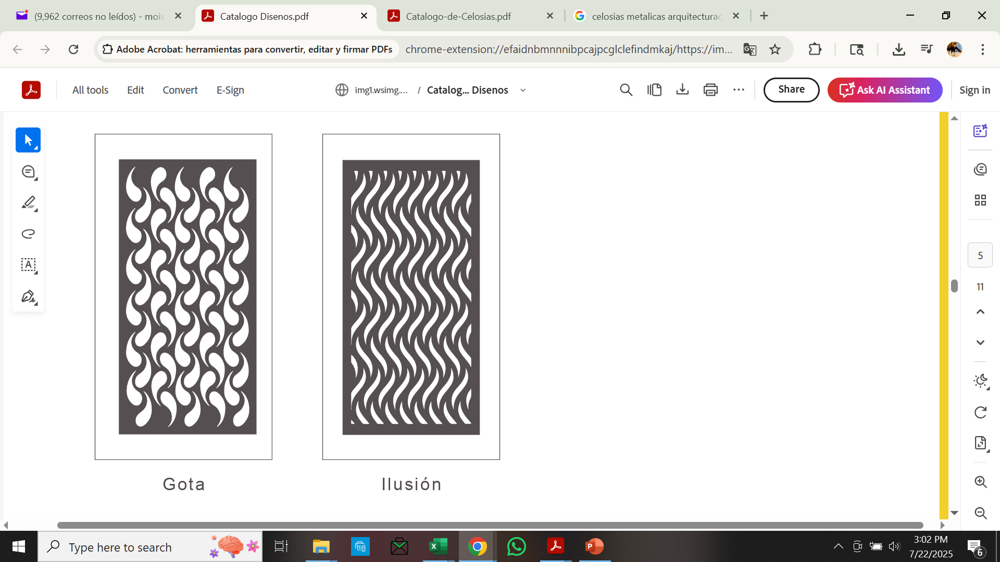 (9,962 correos no leídos) - mois
Catalogo Disenos.pdf
Catalogo-de-Celosias.pdf
celosias metalicas arquitecturac
Adobe Acrobat: herramientas para convertir, editar y firmar PDFs
chrome-extension://efaidnbmnnnibpcajpcglclefindmkaj/https://im...
All tools
Edit
Convert
E-Sign
img1.wsimg.... / Catalog... Disenos
Share
Ask AI Assistant
Sign in
5
11
Gota
Ilusión
Type here to search
3:02 PM
7/22/2025
6